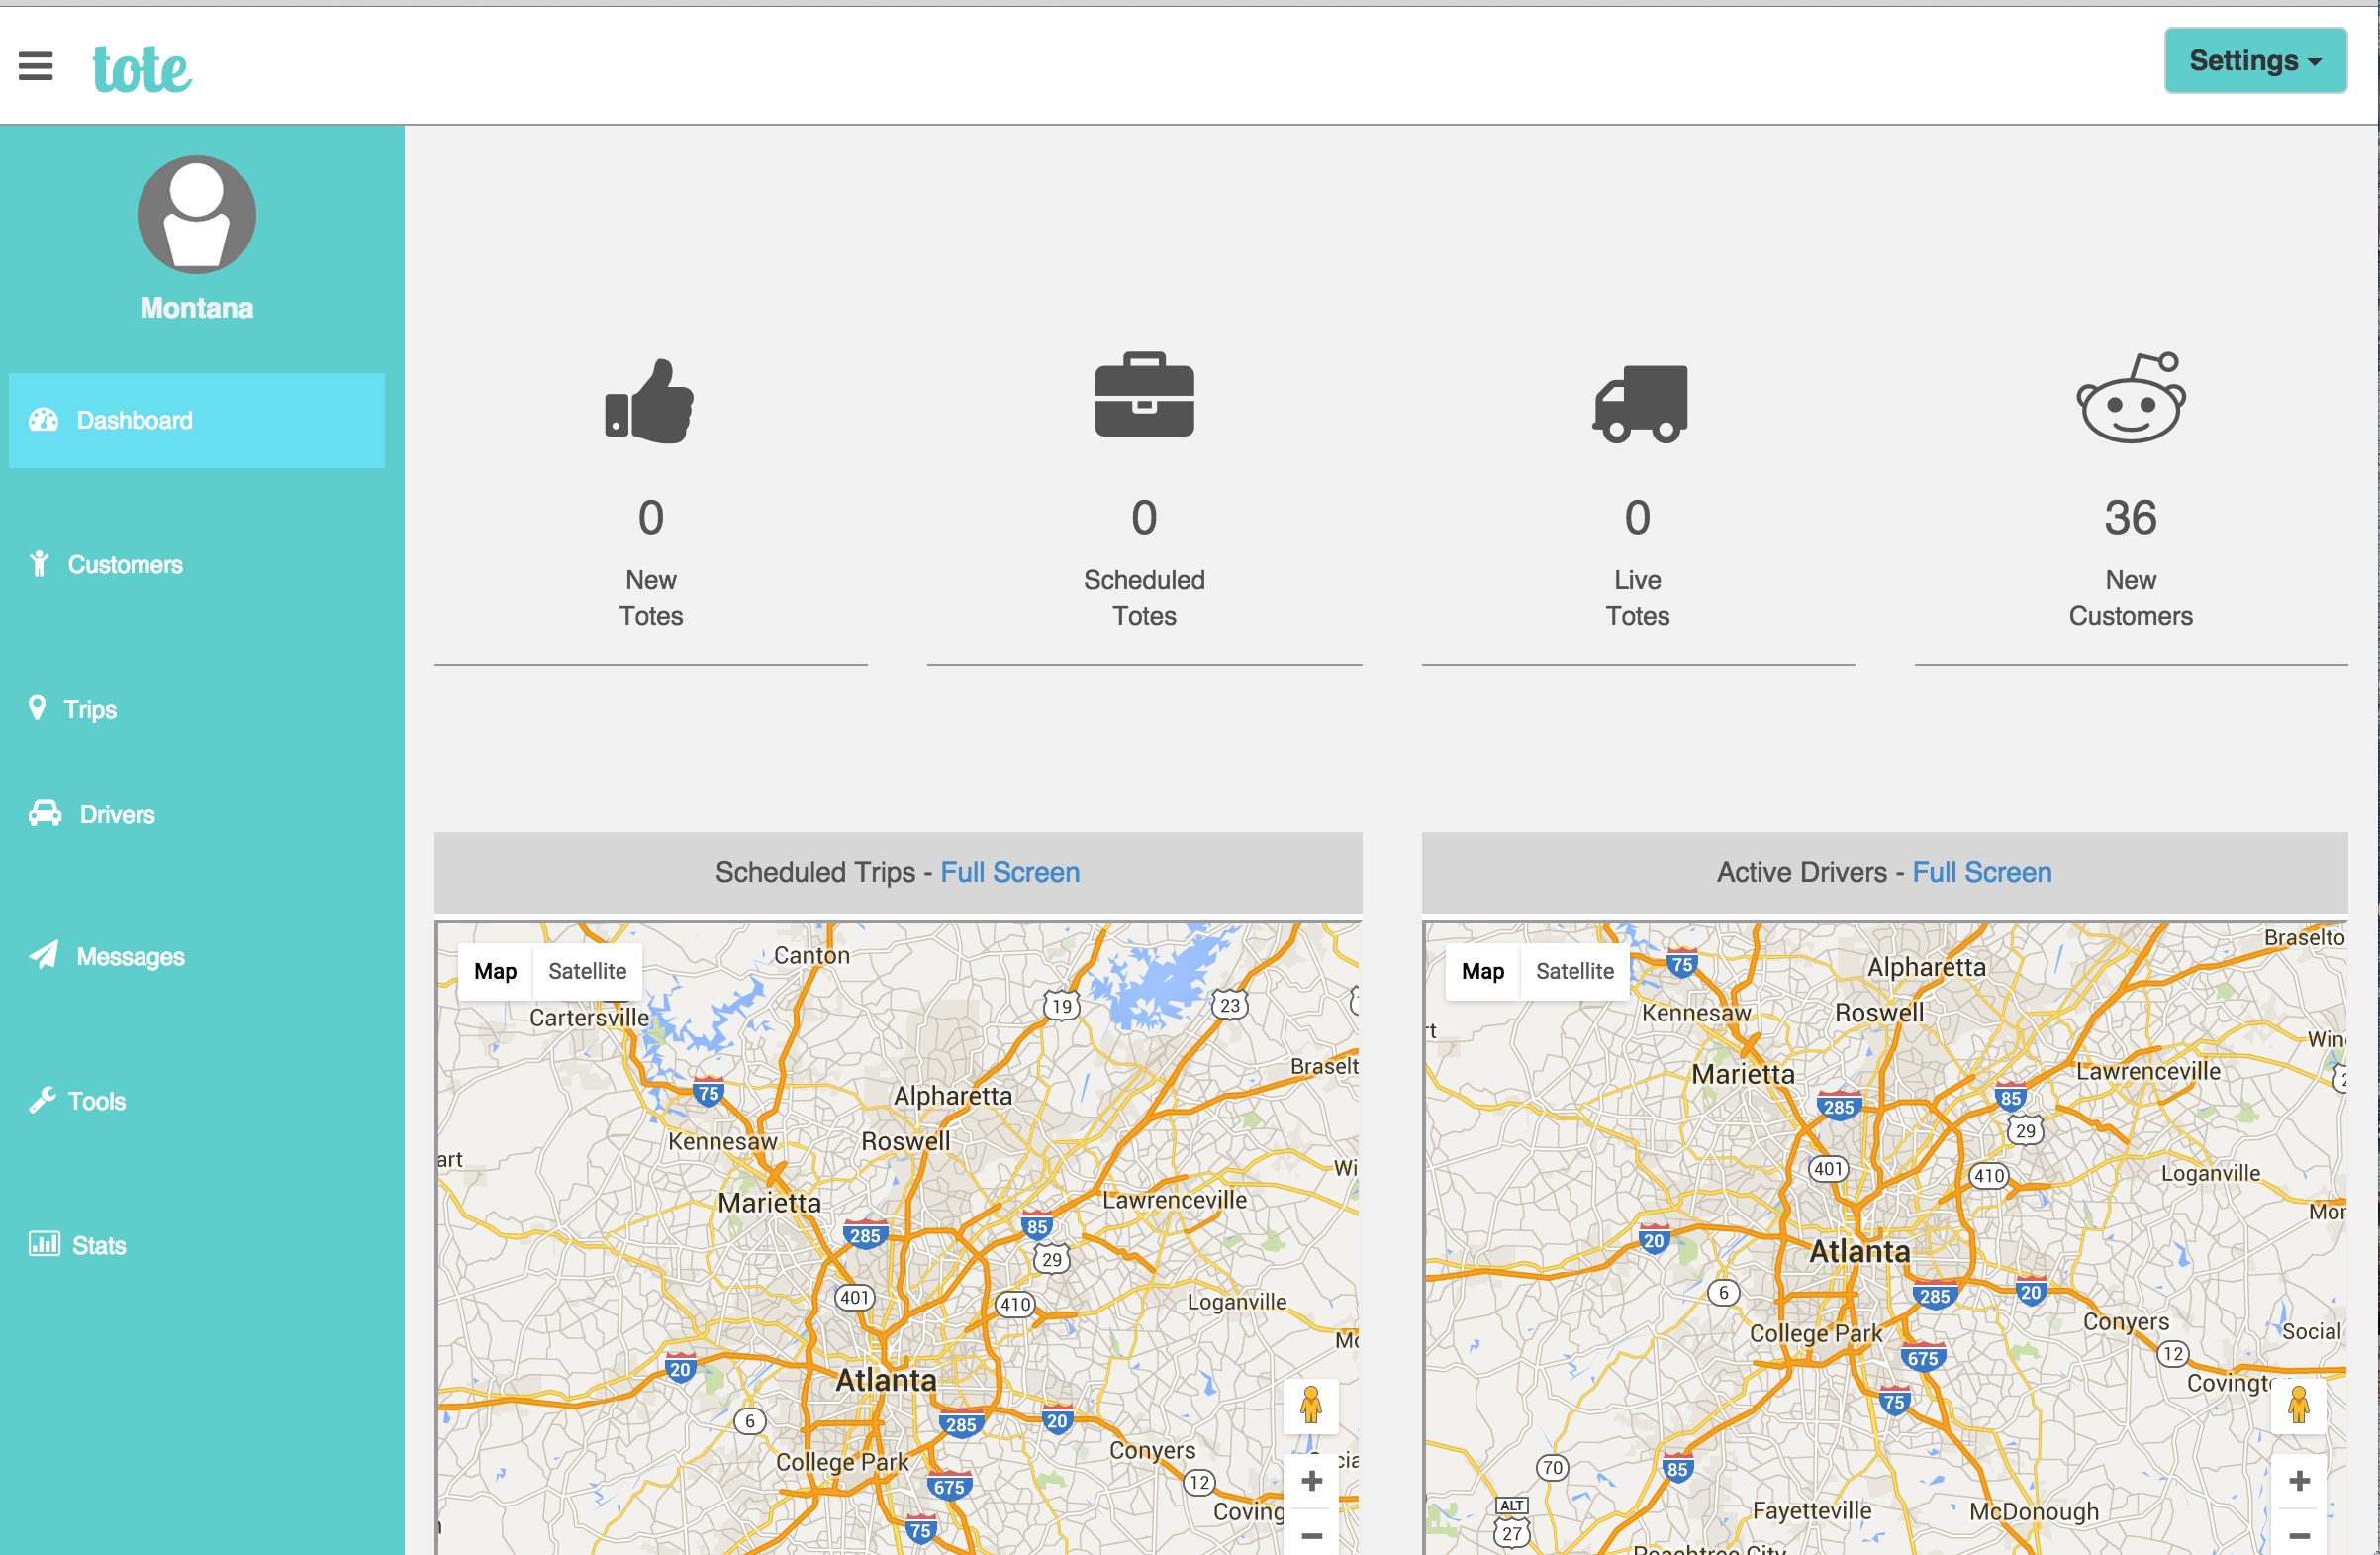 tote
Settings
Montana
Dashboard
Customers
Trips
Drivers
Messages
Tools
Stats
0
New
Totes
0
Scheduled
Totes
0
Live
Totes
36
New
Customers
Scheduled Trips - Full Screen
Map Satellite
Canton
Cartersville
19
23
Braselt
75
Alpharetta
Kennesaw
Roswell
art
Wi
Marietta
Lawrenceville
285
85
29
401
410
Loganville
20
Atlanta
6
285
20
College Park
Conyers
675
12
Coving
75
Active Drivers - Full Screen
Map Satellite
Braselto
75
Alpharetta
Kennesaw
Roswell
rt
Win
Marietta
Lawrenceville
285
85
29
401
410
Loganville
Mor
20
Atlanta
6
285
20
College Park
Conyers
Social
675
12
Covingt
75
85
70
ALT
27
Fayetteville
McDonough
Peachtree City